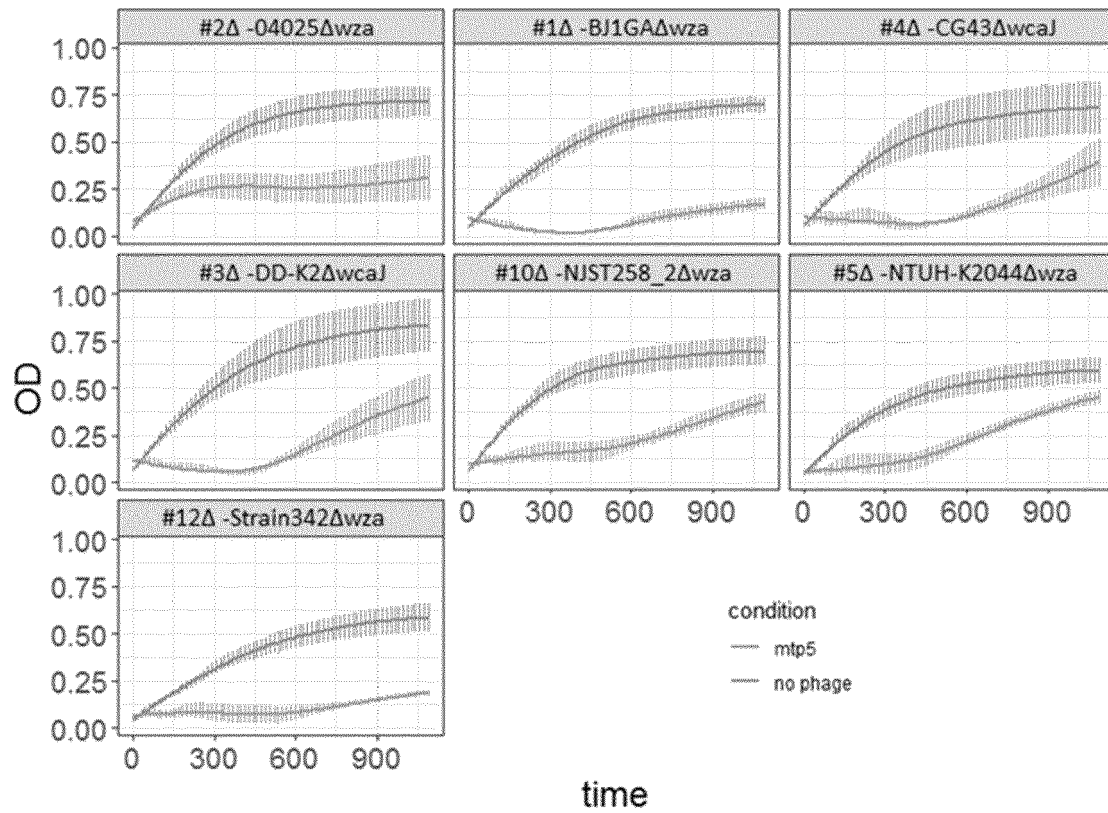 #2Δ -04025Δwza
#1Δ -BJ1GAΔwza
#4Δ -CG43ΔwcaJ
1.00
0.75
0.50
0.25
0.00
#3Δ -DD-K2ΔwcaJ
#10Δ -NJST258_2Δwza
#5Δ -NTUH-K2044Δwza
1.00
0.75
0.50
0.25
0.00
OD
0 300 600 900
0 300 600 900
#12Δ -Strain342Δwza
1.00
0.75
0.50
0.25
0.00
0 300 600 900
condition
mtp5
no phage
time